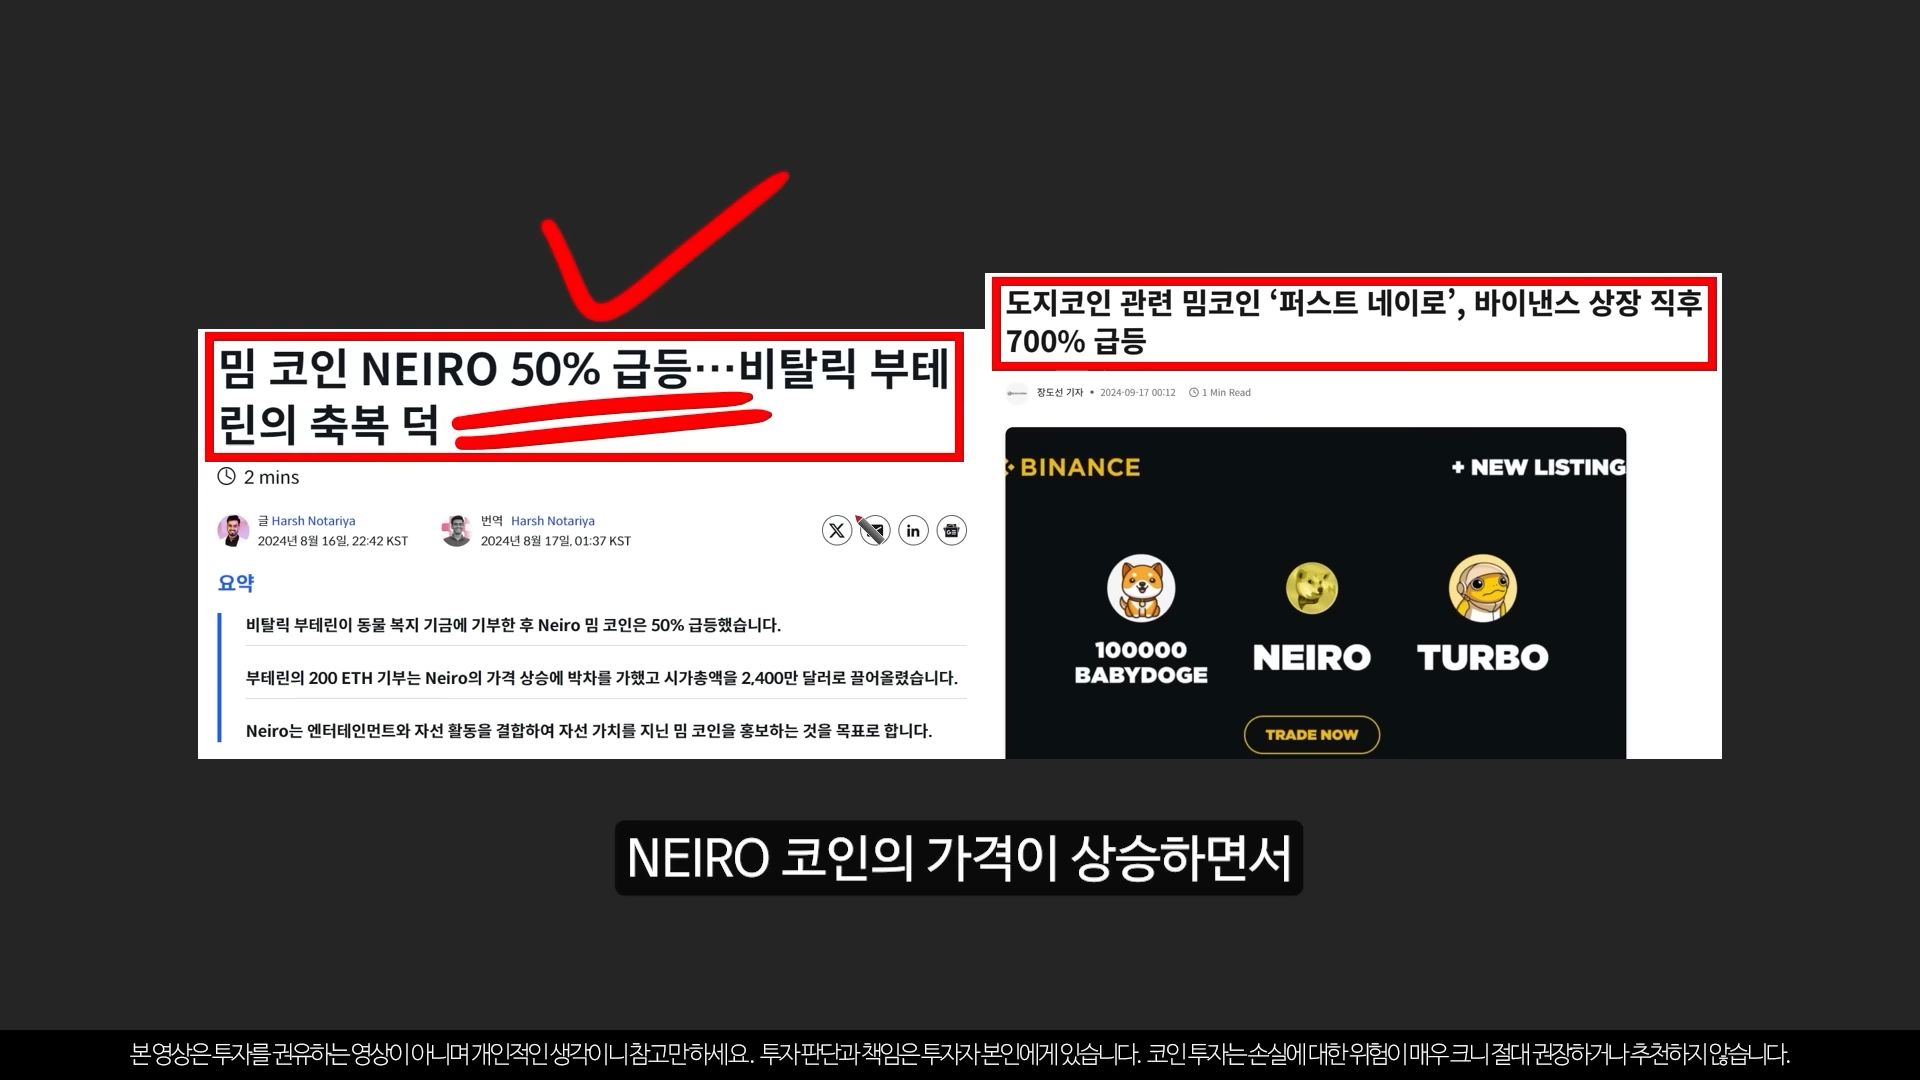 밈 코인 NEIRO 50% 급등…비탈릭 부테
린의 축복 덕
2 mins
글 Harsh Notariya
2024년 8월 16일, 22:42 KST
번역 Harsh Notariya
2024년 8월 17일, 01:37 KST
요약
비탈릭 부테린이 동물 복지 기금에 기부한 후 Neiro 밈 코인은 50% 급등했습니다.
부테린의 200 ETH 기부는 Neiro의 가격 상승에 박차를 가했고 시가총액을 2,400만 달러로 끌어올렸습니다.
Neiro는 엔터테인먼트와 자선 활동을 결합하여 자선 가치를 지닌 밈 코인을 홍보하는 것을 목표로 합니다.
도지코인 관련 밈코인 ‘퍼스트 네이로’, 바이낸스 상장 직후
700% 급등
장도선 기자 • 2024-09-17 00:12 1 Min Read
BINANCE
+ NEW LISTING
100000
BABYDOGE
NEIRO
TURBO
TRADE NOW
NEIRO 코인의 가격이 상승하면서
본 영상은 투자를 권유하는 영상이 아니며 개인적인 생각이니 참고만 하세요. 투자 판단과 책임은 투자자 본인에게 있습니다. 코인 투자는 손실에 대한 위험이 매우 크니 절대 권장하거나 추천하지 않습니다.